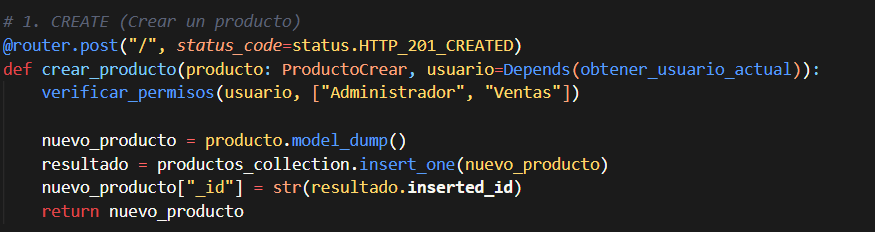 # 1. CREATE (Crear un producto)
@router.post("/", status_code=status.HTTP_201_CREATED)
def crear_producto(producto: ProductoCrear, usuario=Depends(obtener_usuario_actual)):
    verificar_permisos(usuario, ["Administrador", "Ventas"])

    nuevo_producto = producto.model_dump()
    resultado = productos_collection.insert_one(nuevo_producto)
    nuevo_producto["_id"] = str(resultado.inserted_id)
    return nuevo_producto